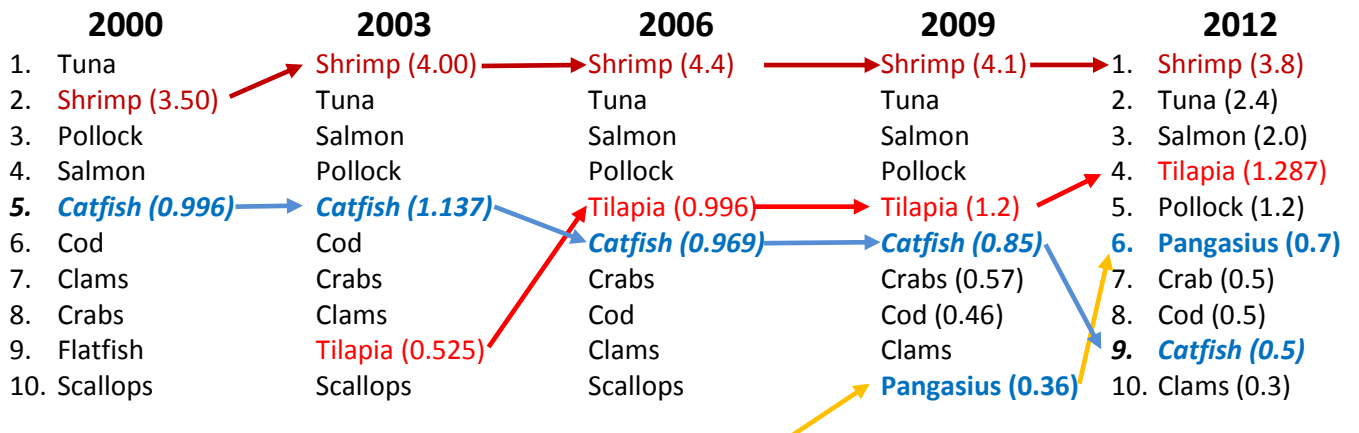 2000 2003 2006 2009 2012
1. Tuna Shrimp (4.00) Shrimp (4.4) Shrimp (4.1) 1. Shrimp (3.8)
2. Shrimp (3.50) Tuna Tuna Tuna 2. Tuna (2.4)
3. Pollock Salmon Salmon Salmon 3. Salmon (2.0)
4. Salmon Pollock Pollock Pollock 4. Tilapia (1.287)
5. Catfish (0.996) Catfish (1.137) Tilapia (0.996) Tilapia (1.2) 5. Pollock (1.2)
6. Cod Cod Catfish (0.969) Catfish (0.85) 6. Pangasius (0.7)
7. Clams Crabs Crabs Crabs (0.57) 7. Crab (0.5)
8. Crabs Clams Cod Cod (0.46) 8. Cod (0.5)
9. Flatfish Tilapia (0.525) Clams Clams 9. Catfish (0.5)
10. Scallops Scallops Scallops Pangasius (0.36) 10. Clams (0.3)